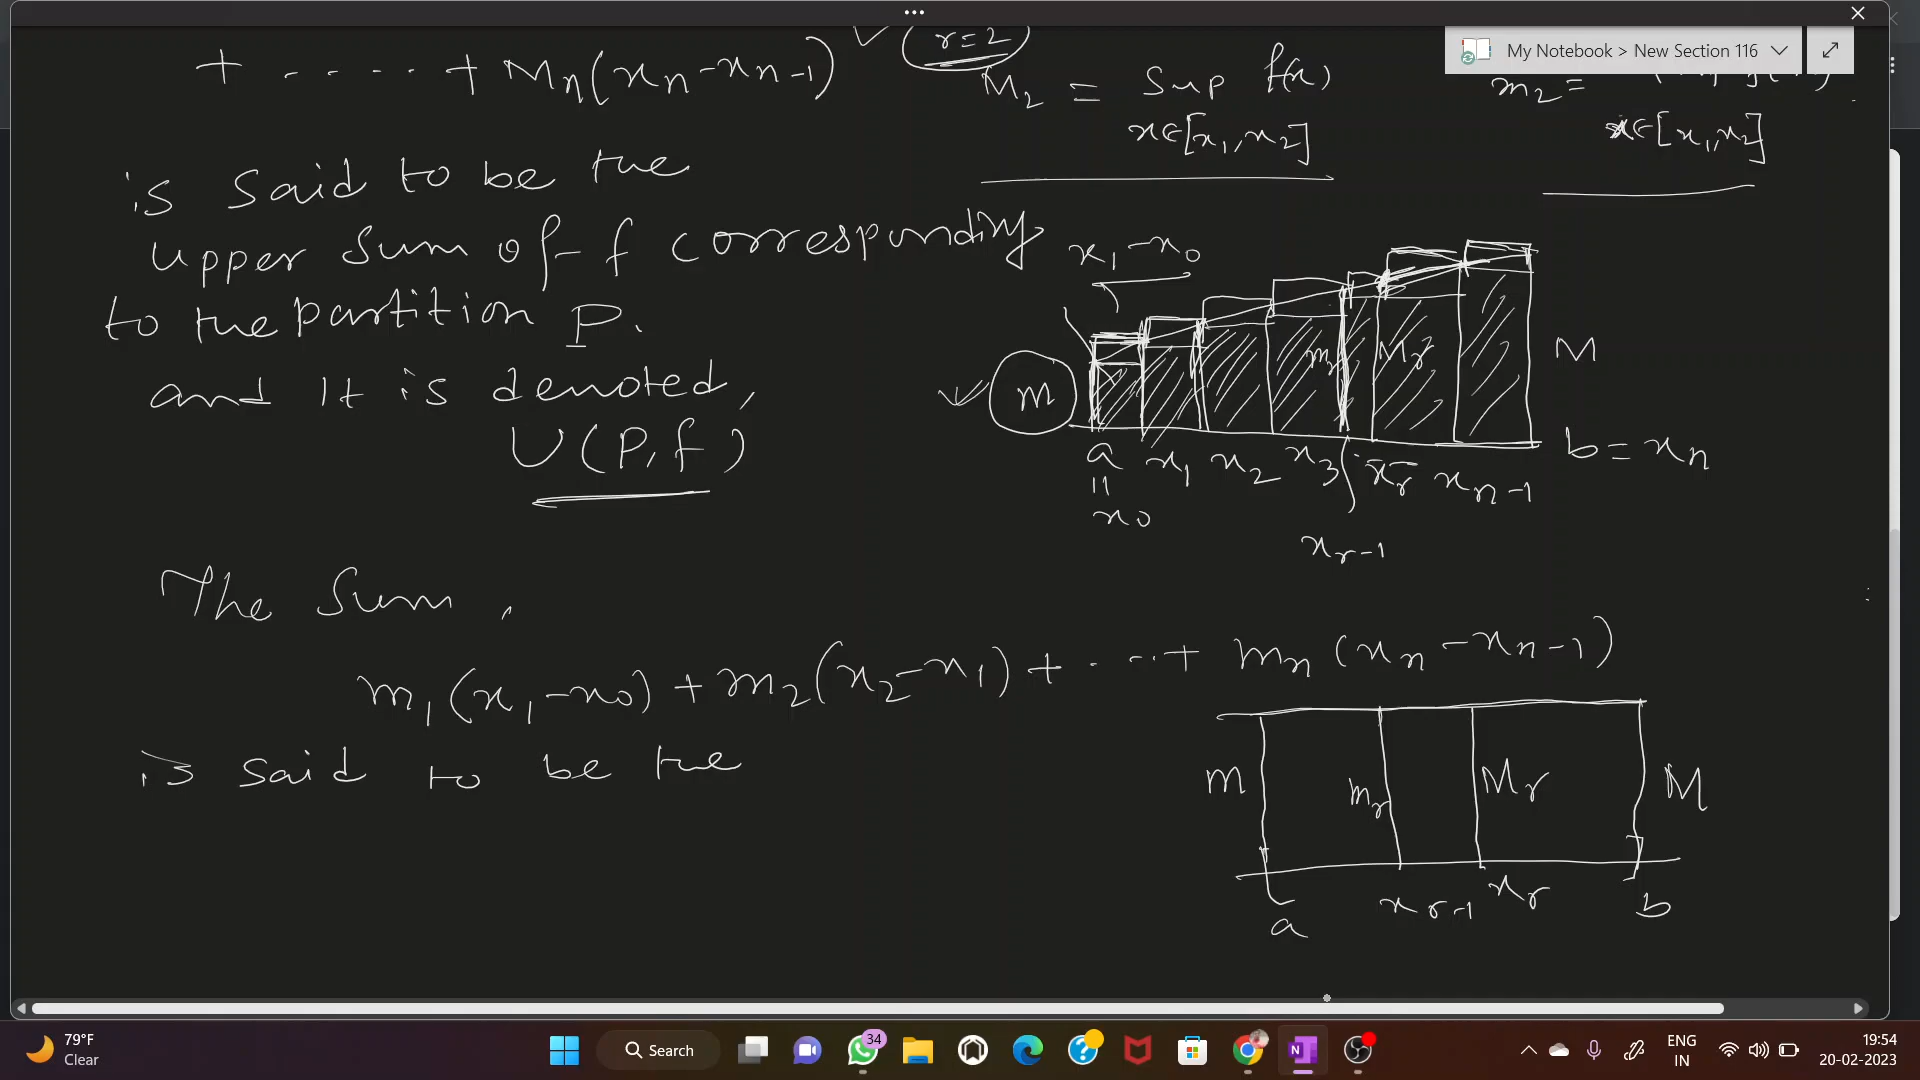 My Notebook > New Section 116
+ ..... + Mn(xn-xn-1)
r=2
M2 = Sup f(x)
x∈[x1,x2]
m2=
x∈[x1,x2]
is said to be the
upper sum of f corresponding
to the partition P.
and it is denoted,
U(P,f)
x1-x0
m
mr
Mr
M
a x1 x2 x3 xr xn-1 b=xn
=
x0
xr-1
The Sum,
m1(x1-x0)+m2(x2-x1)+.....+mn(xn-xn-1)
is said to be the
m mr Mr M
a xr-1 xr b
79°F
Clear
Search
34
ENG
IN
19:54
20-02-2023